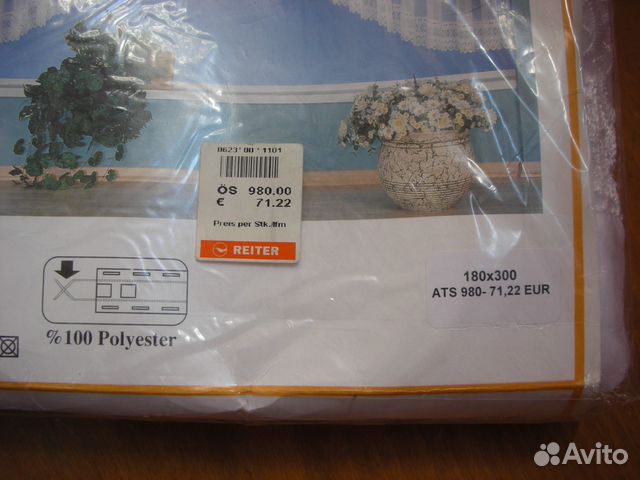 0623' 00 ' 1101
ÖS 980.00
€ 71.22
Preis per Stk./lfm
REITER
180x300
ATS 980- 71,22 EUR
%100 Polyester
Avito